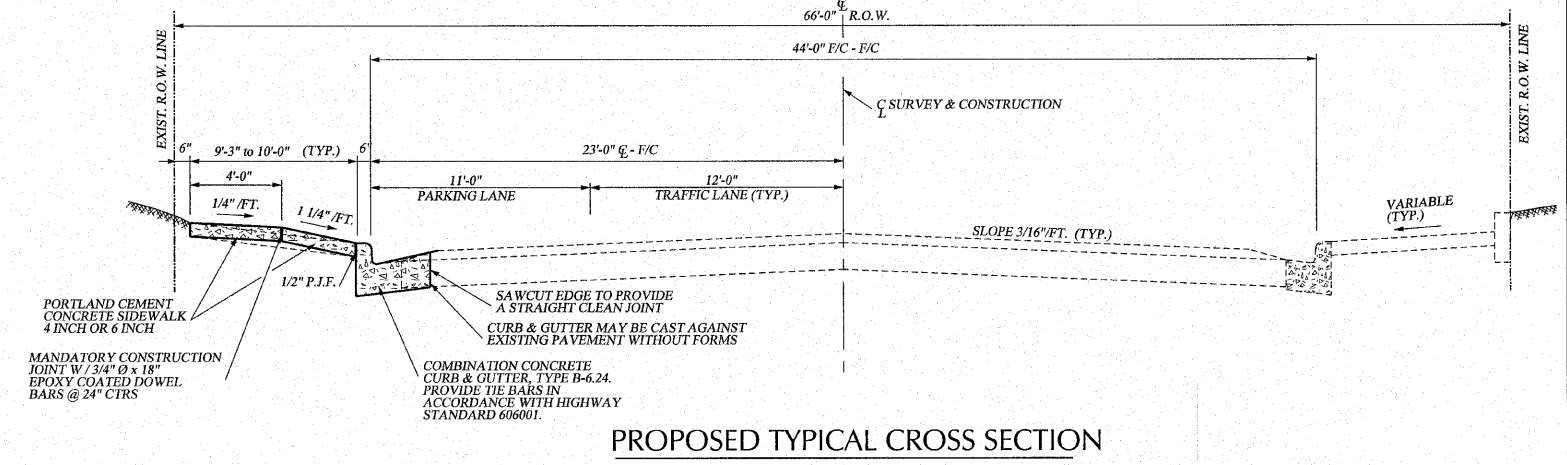 ℄
66'-0" R.O.W.
44'-0" F/C - F/C
EXIST. R.O.W. LINE
EXIST. R.O.W. LINE
℄ SURVEY & CONSTRUCTION
6"
9'-3" to 10'-0" (TYP.)
6'
23'-0" ℄ - F/C
4'-0"
11'-0"
PARKING LANE
12'-0"
TRAFFIC LANE (TYP.)
1/4" /FT.
1 1/4" /FT.
VARIABLE
(TYP.)
SLOPE 3/16"/FT. (TYP.)
1/2" P.J.F.
PORTLAND CEMENT
CONCRETE SIDEWALK
4 INCH OR 6 INCH
SAWCUT EDGE TO PROVIDE
A STRAIGHT CLEAN JOINT
CURB & GUTTER MAY BE CAST AGAINST
EXISTING PAVEMENT WITHOUT FORMS
MANDATORY CONSTRUCTION
JOINT W / 3/4" Ø x 18"
EPOXY COATED DOWEL
BARS @ 24" CTRS
COMBINATION CONCRETE
CURB & GUTTER, TYPE B-6.24.
PROVIDE TIE BARS IN
ACCORDANCE WITH HIGHWAY
STANDARD 606001.
PROPOSED TYPICAL CROSS SECTION